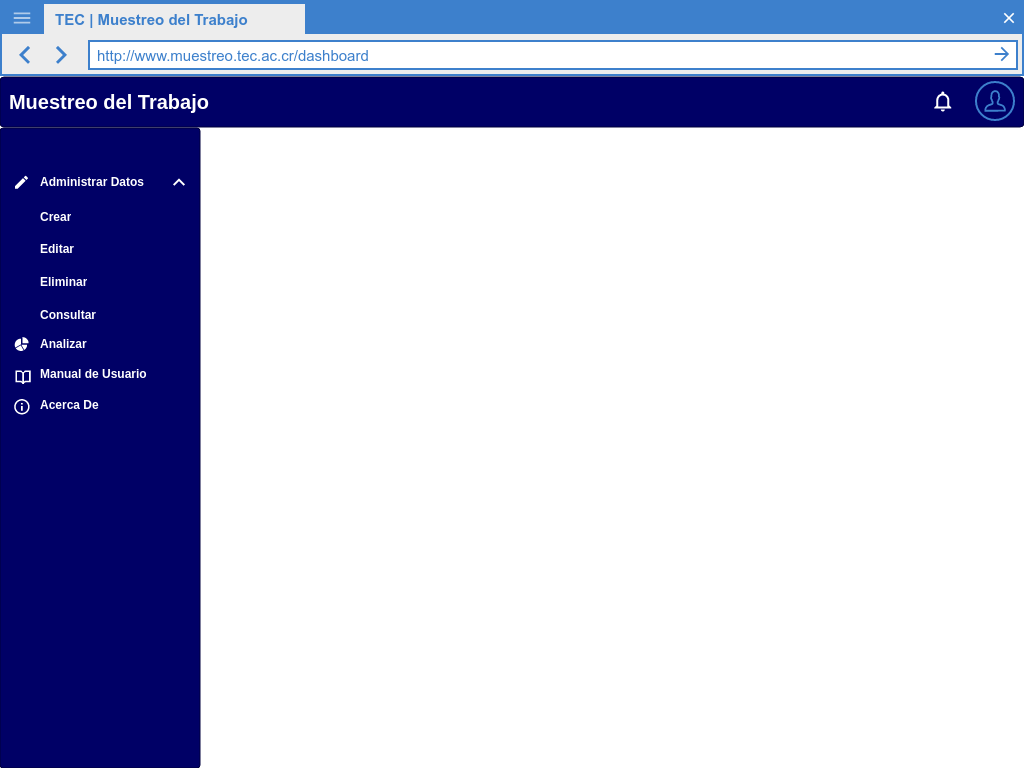 TEC | Muestreo del Trabajo
http://www.muestreo.tec.ac.cr/dashboard
Muestreo del Trabajo
Administrar Datos
Crear
Editar
Eliminar
Consultar
Analizar
Manual de Usuario
Acerca De